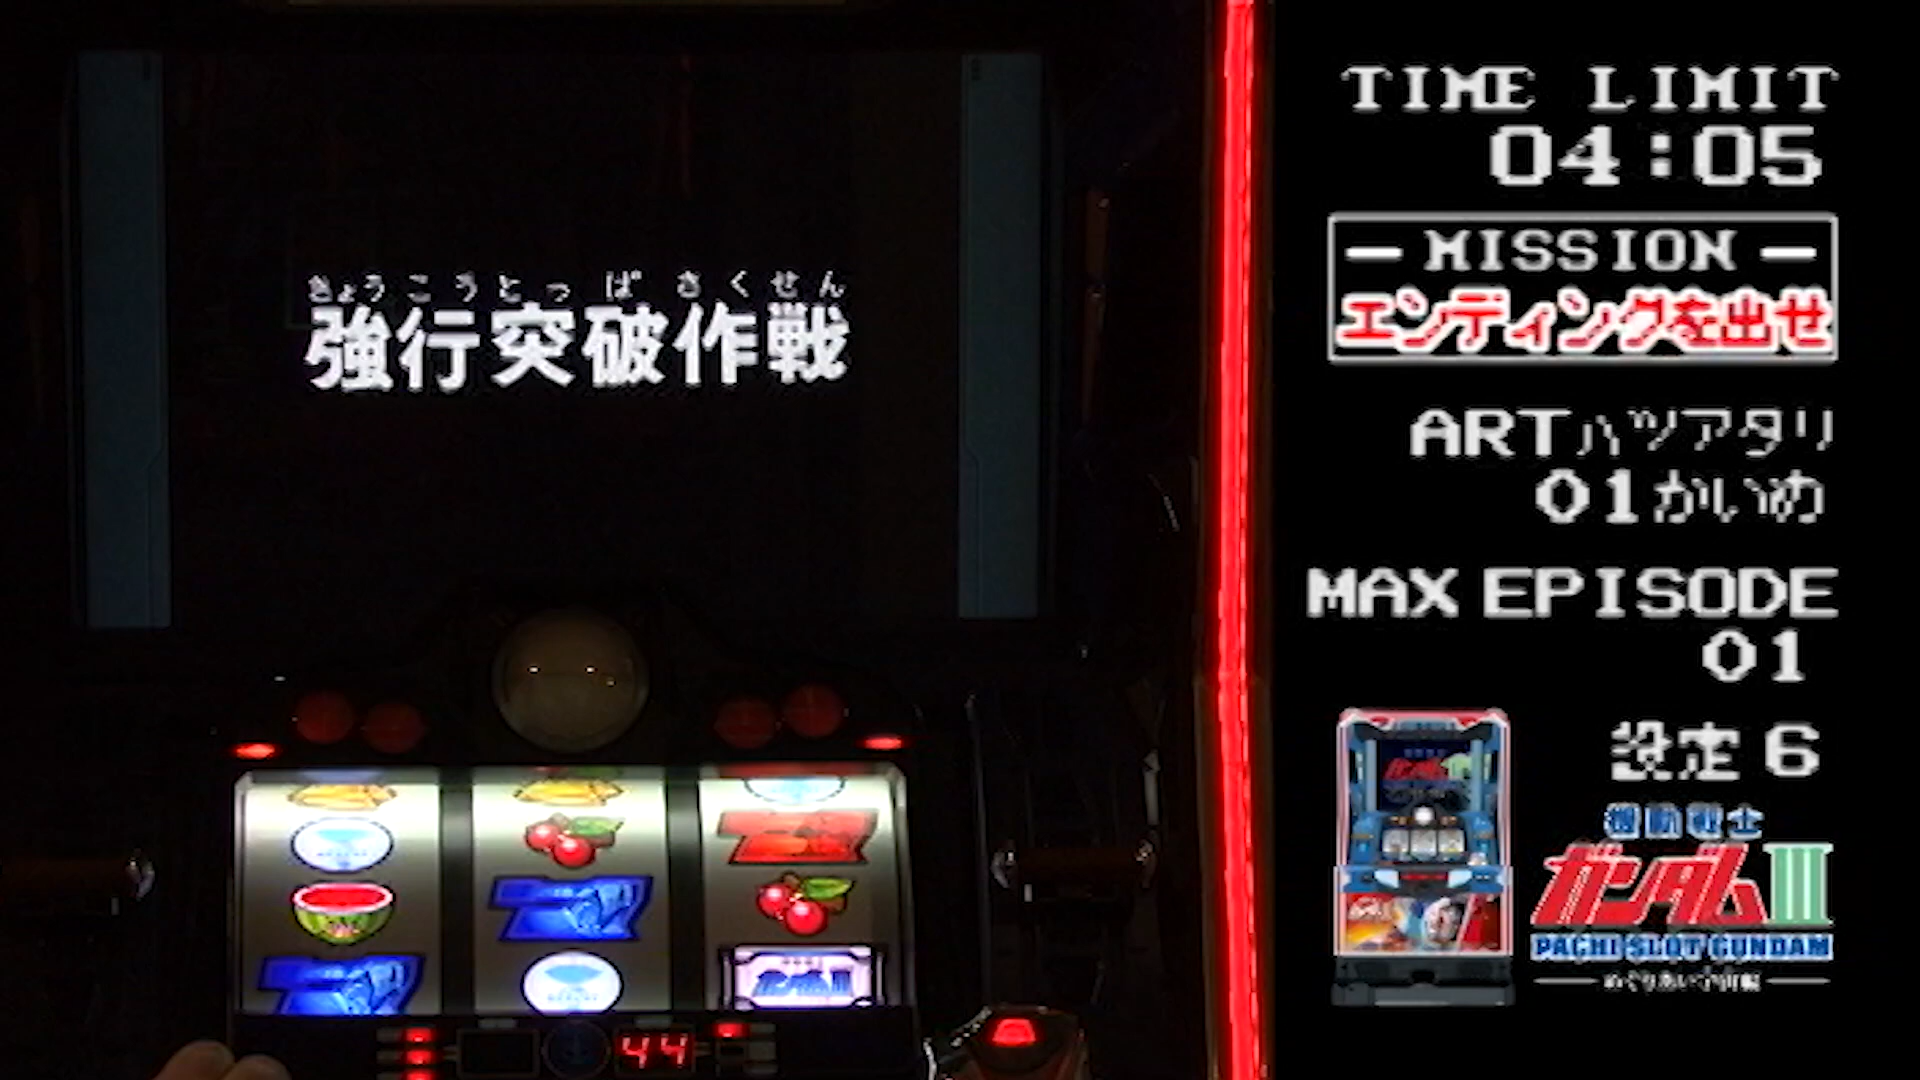 きょうこうとっぱさくせん
強行突破作戦
44
TIME LIMIT
04:05
— MISSION —
エンディングを出せ
ARTハツアタリ
01かいめ
MAX EPISODE
01
設定 6
機動戦士
ガンダムIII
PACHI SLOT GUNDAM